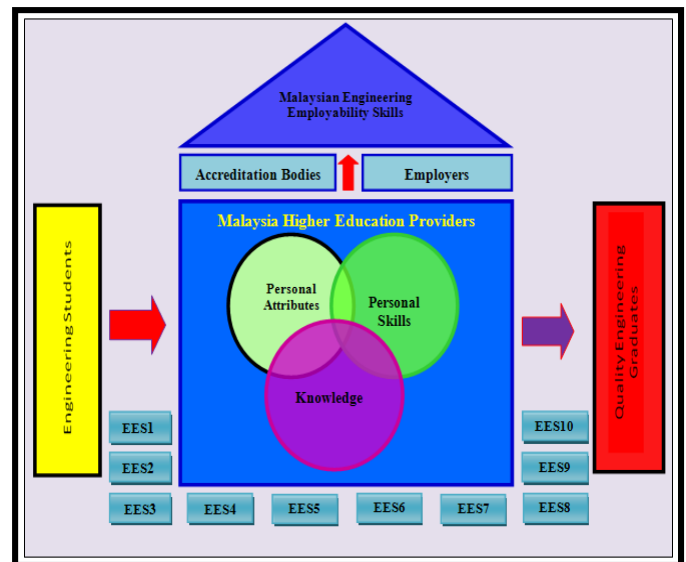 Malaysian Engineering
Employability Skills
Accreditation Bodies
Employers
Malaysia Higher Education Providers
Engineering Students
Personal
Attributes
Personal
Skills
Knowledge
Quality Engineering
Graduates
EES1
EES2
EES3
EES4
EES5
EES6
EES7
EES8
EES9
EES10